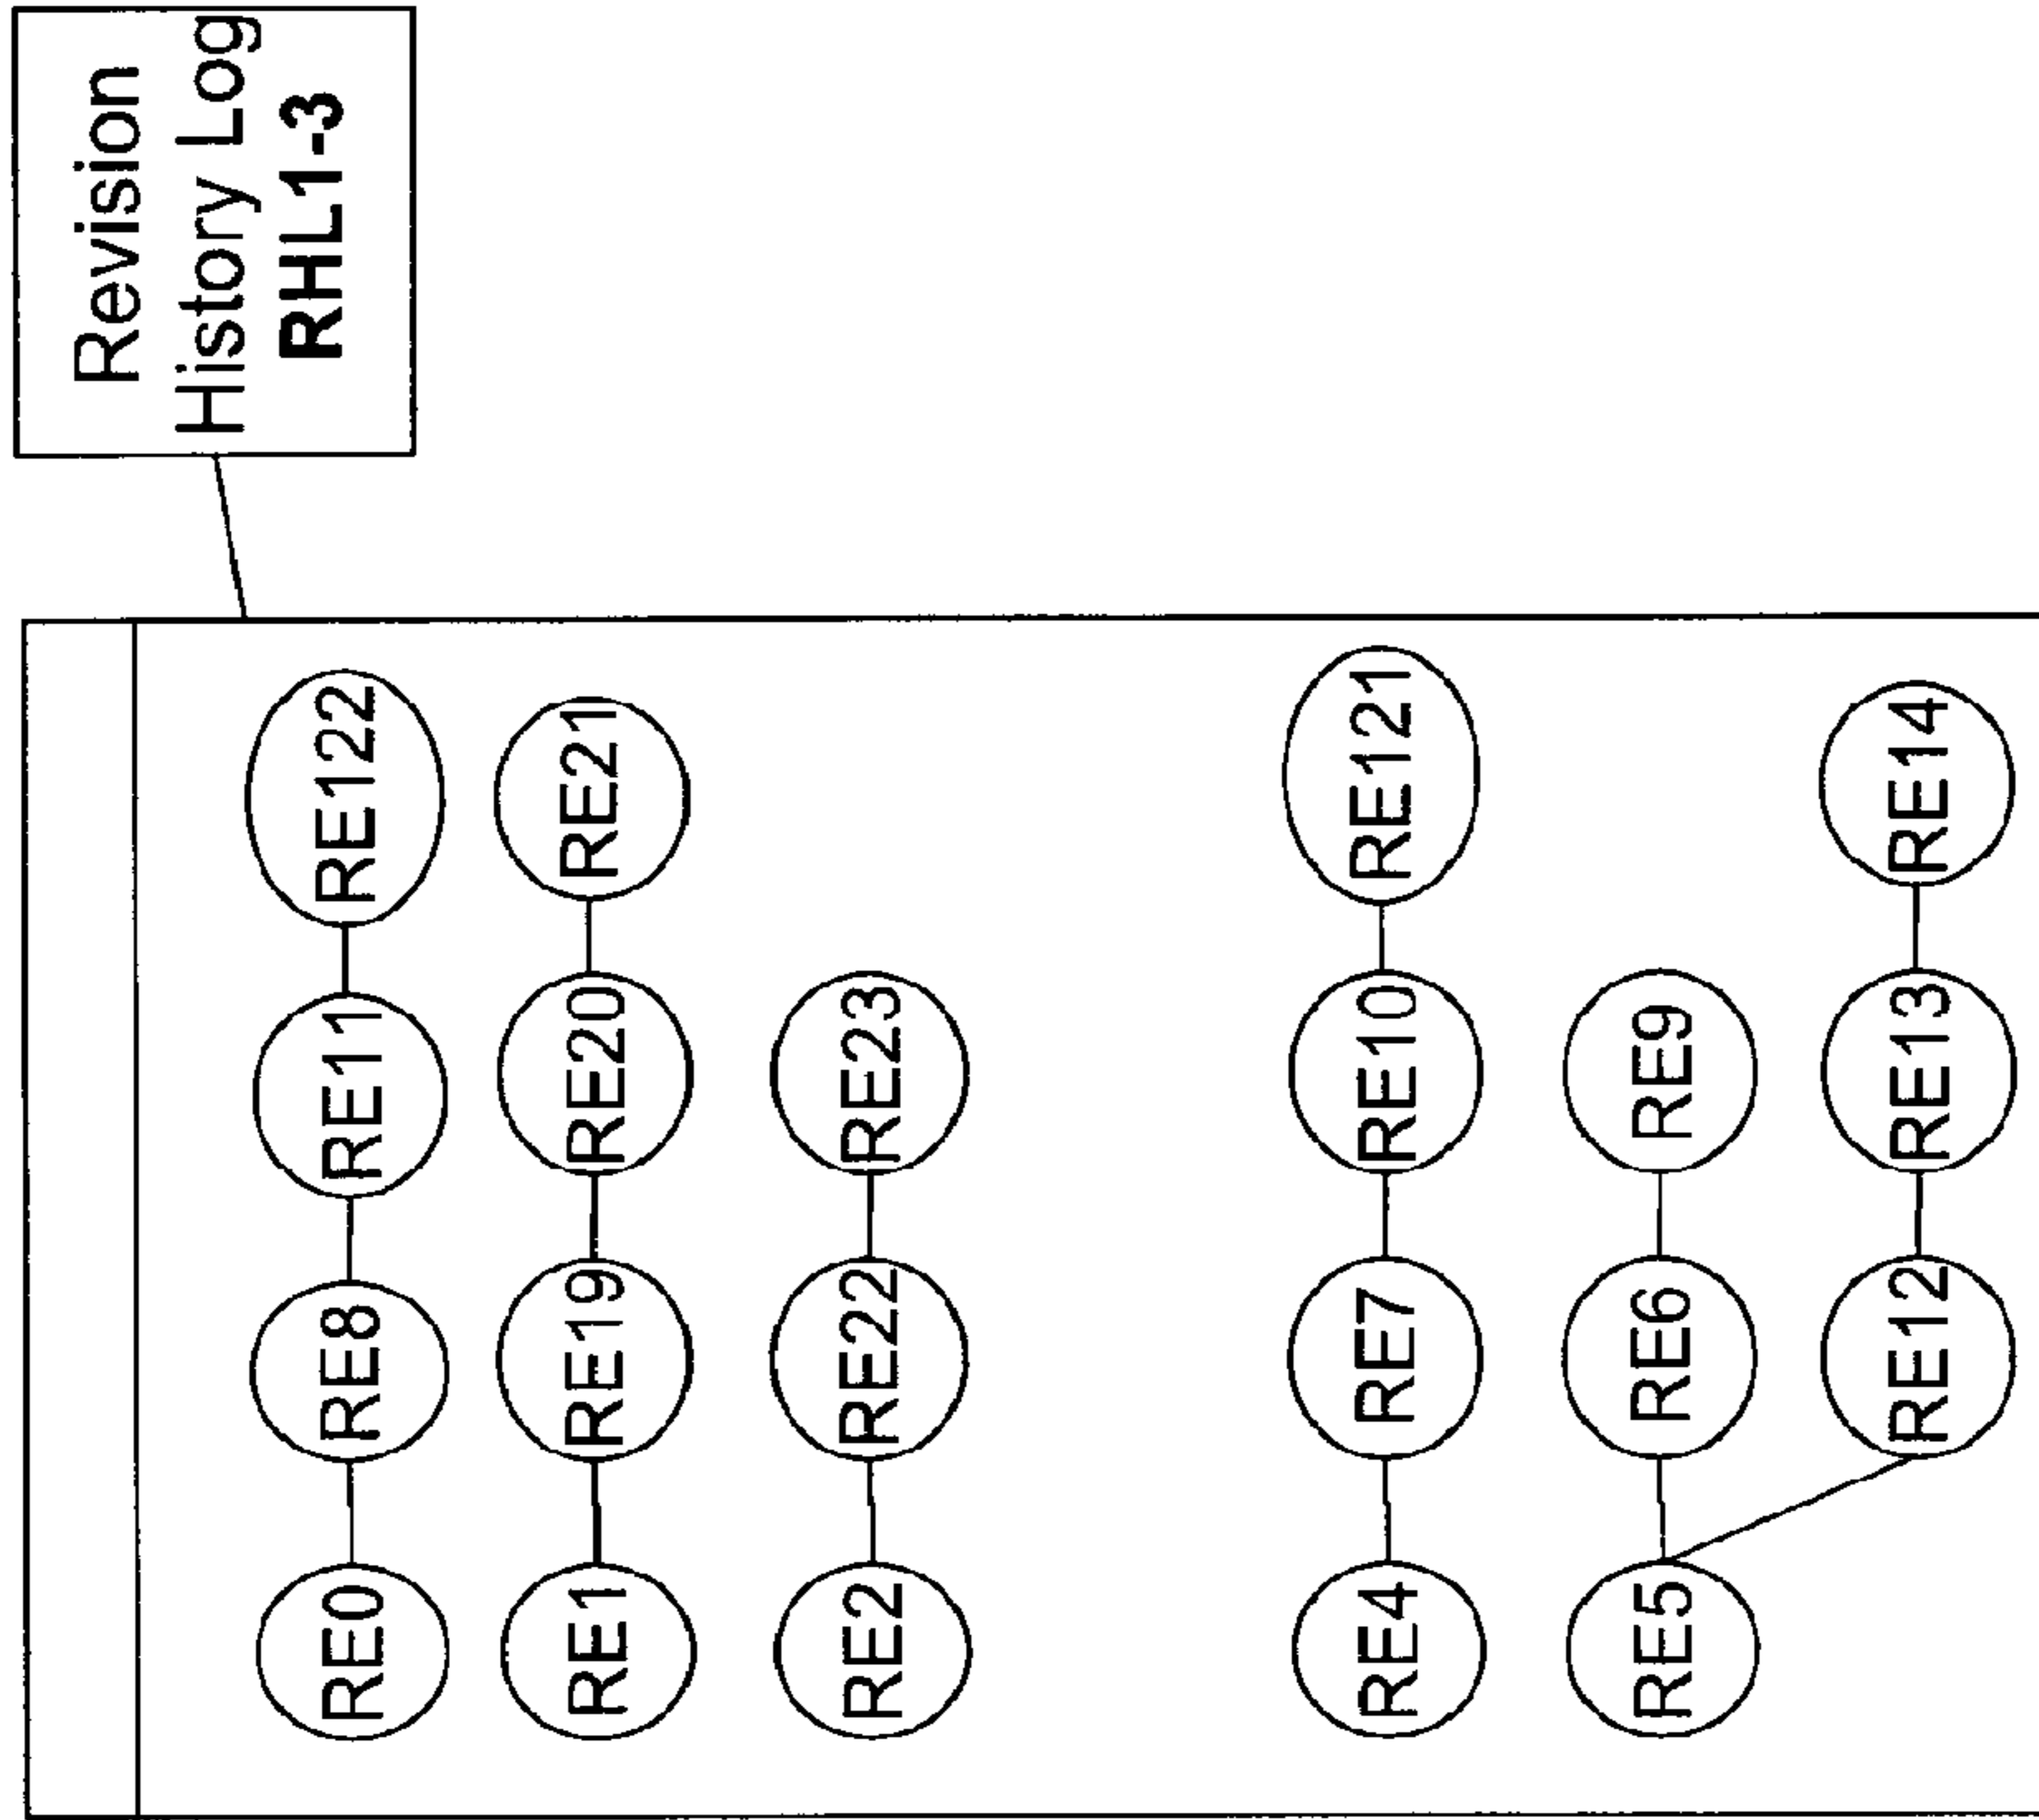 Revision
History Log
RHL1-3
RE0
RE8
RE11
RE122
RE1
RE19
RE20
RE21
RE2
RE22
RE23
RE4
RE7
RE10
RE121
RE5
RE6
RE9
RE12
RE13
RE14